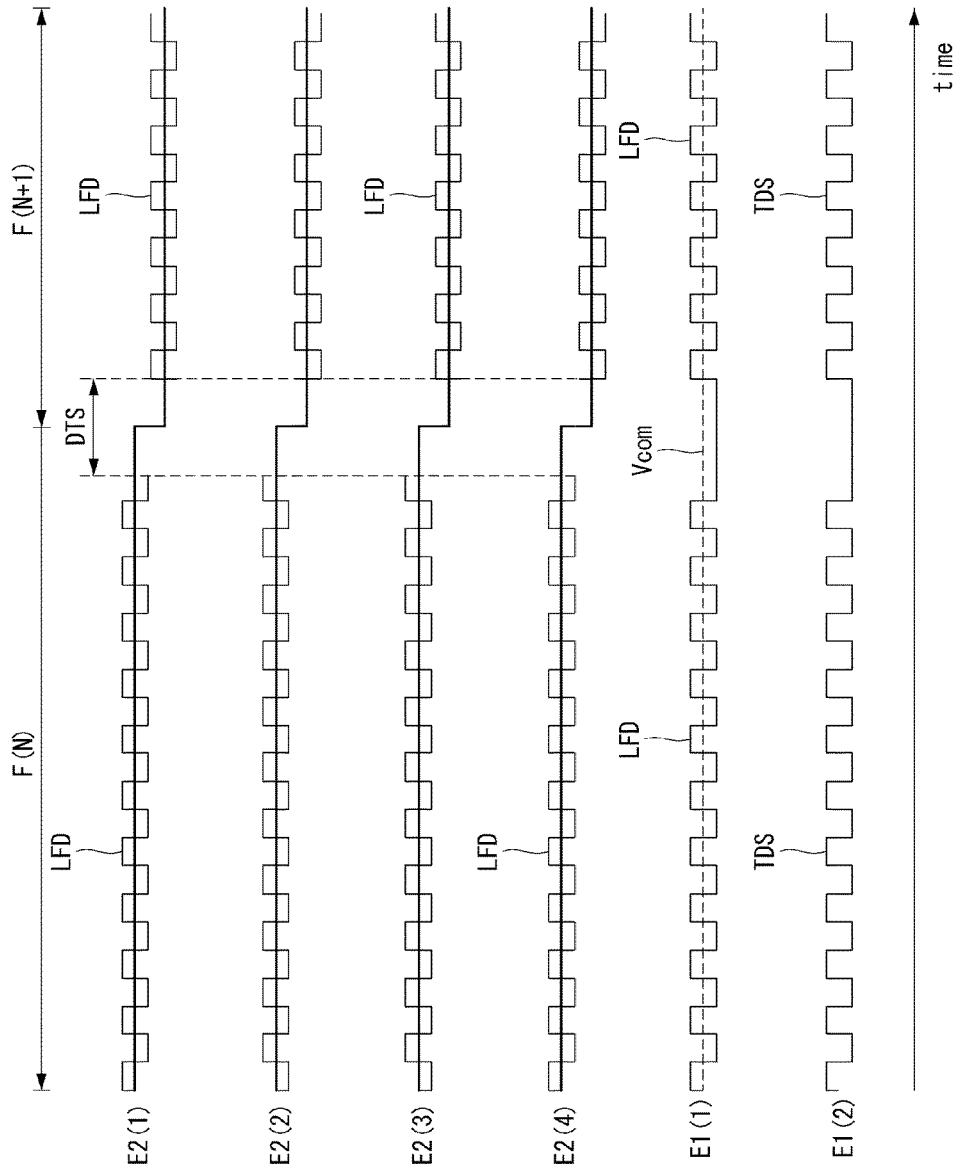 F(N)
F(N+1)
DTS
E2(1)
LFD
LFD
E2(2)
E2(3)
LFD
E2(4)
LFD
E1(1)
LFD
Vcom
LFD
E1(2)
TDS
TDS
time